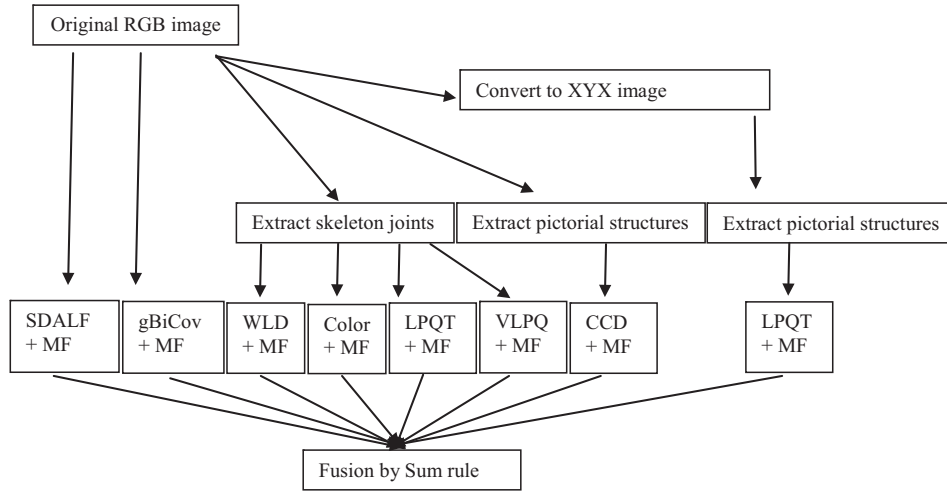 Original RGB image
Convert to XYX image
Extract skeleton joints
Extract pictorial structures
Extract pictorial structures
SDALF
+ MF
gBiCov
+ MF
WLD
+ MF
Color
+ MF
LPQT
+ MF
VLPQ
+ MF
CCD
+ MF
LPQT
+ MF
Fusion by Sum rule